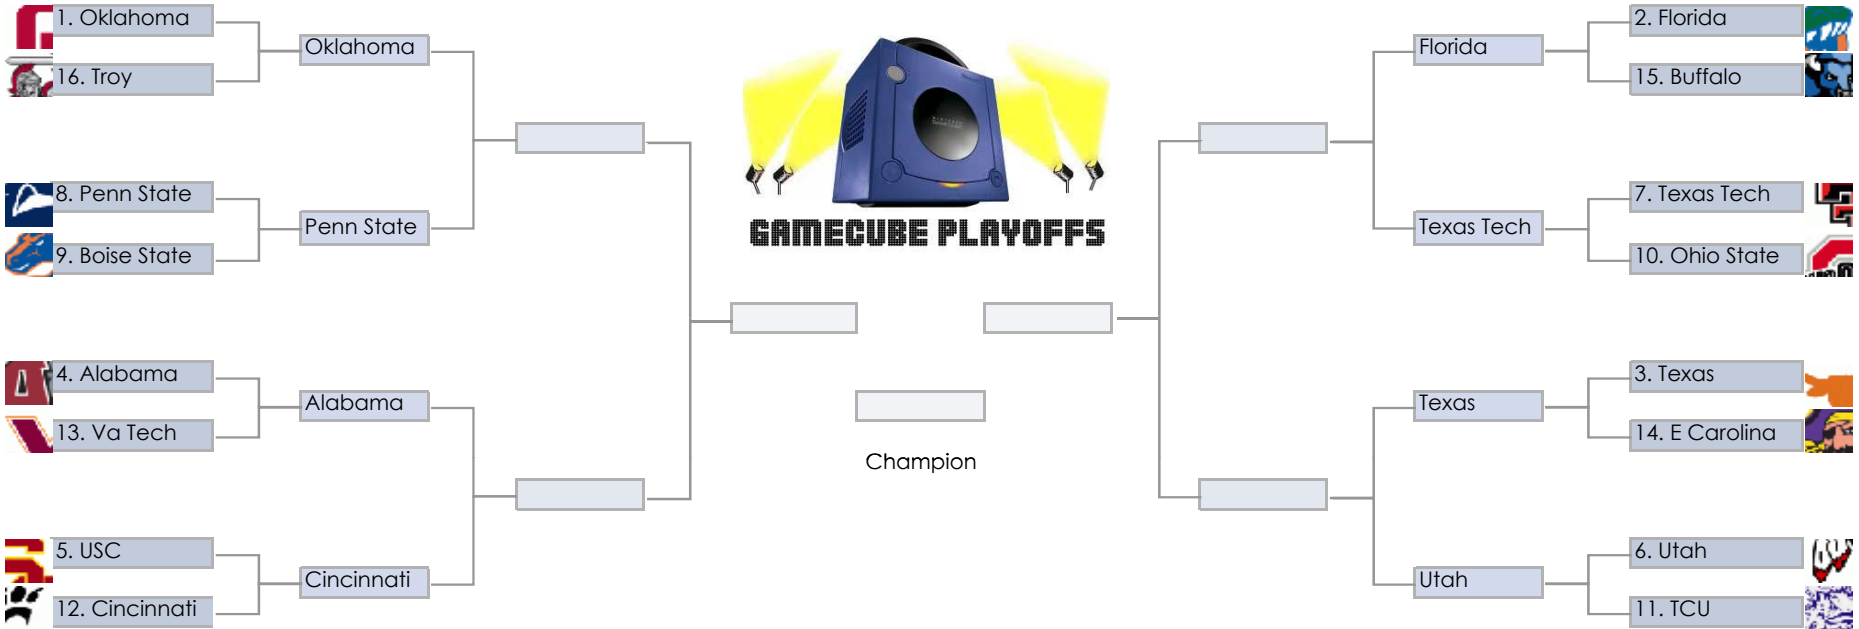 1. Oklahoma
16. Troy
Oklahoma
8. Penn State
9. Boise State
Penn State
4. Alabama
13. Va Tech
Alabama
5. USC
12. Cincinnati
Cincinnati
GAMECUBE PLAYOFFS
Champion
Florida
2. Florida
15. Buffalo
Texas Tech
7. Texas Tech
10. Ohio State
Texas
3. Texas
14. E Carolina
Utah
6. Utah
11. TCU